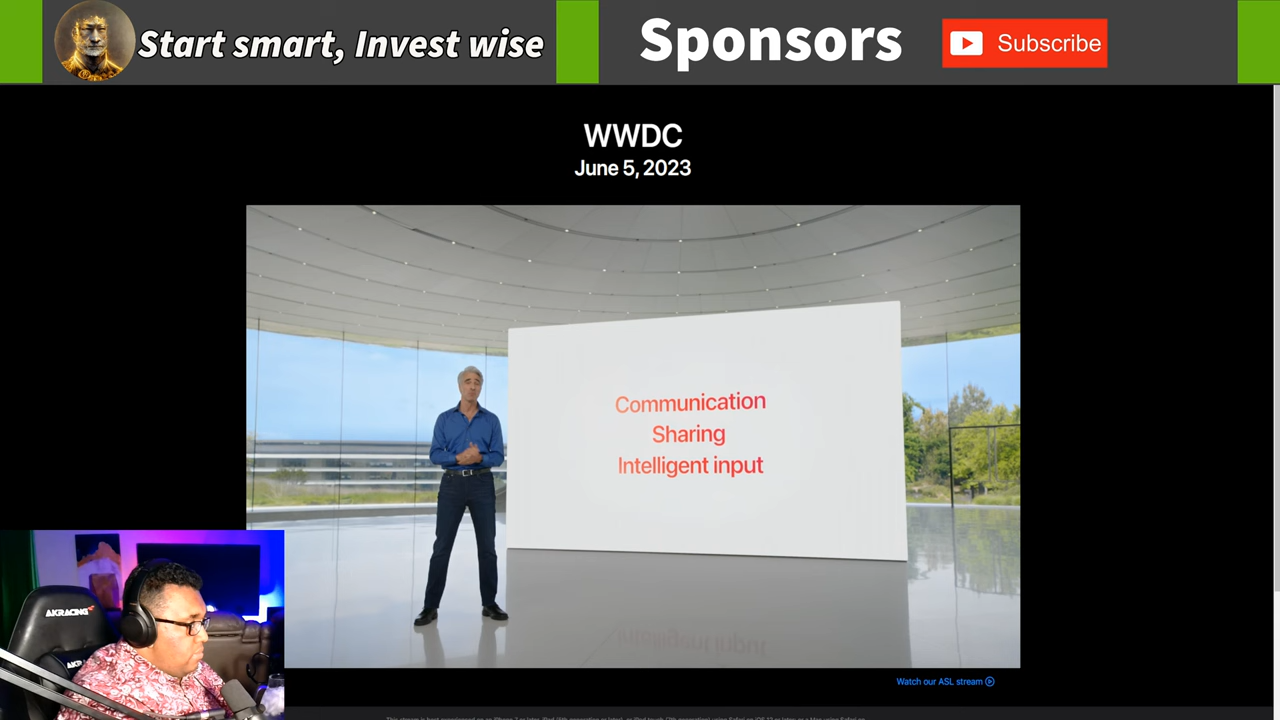 Start smart, Invest wise
Sponsors
Subscribe
WWDC
June 5, 2023
Communication
Sharing
Intelligent input
AKRACING
Watch our ASL stream